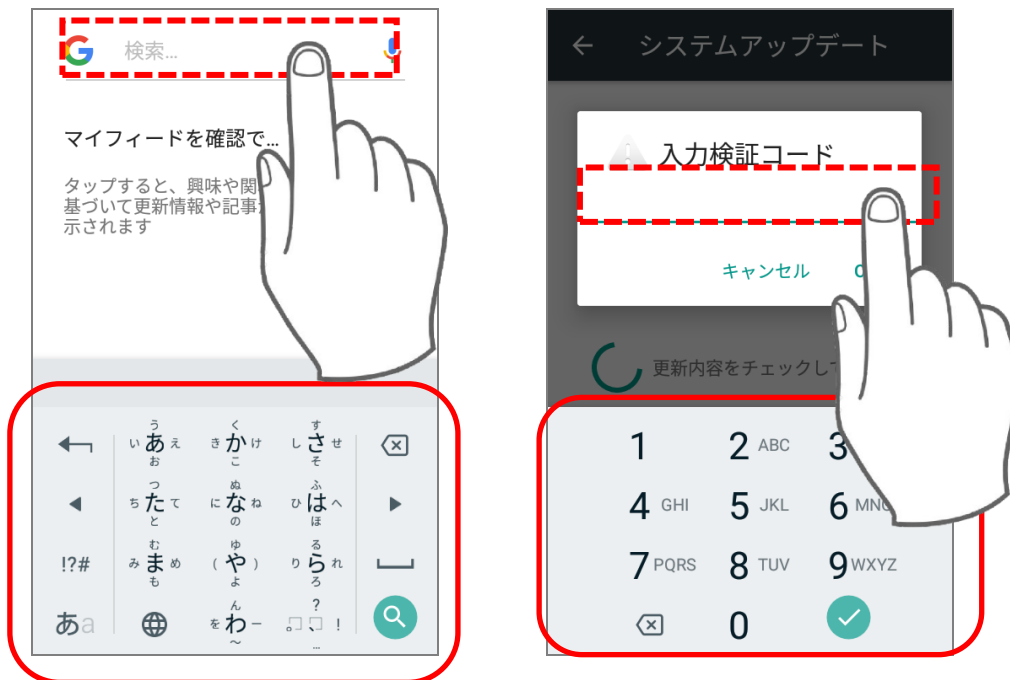 検索...
マイフィードを確認で...
タップすると、興味や関
基づいて更新情報や記事
示されます
う く す
い あ え き か け し さ せ
お こ そ
つ ぬ ふ
ち た て に な ね ひ は へ
と の ほ
む ゆ る
!?# み ま め ( や ) り ら れ
も よ ろ
ん ?
あa を わ ー 。 、 !
〜 ...
システムアップデート
入力検証コード
キャンセル
更新内容をチェックし
1 2 ABC 3
4 GHI 5 JKL 6 MNO
7 PQRS 8 TUV 9 WXYZ
0